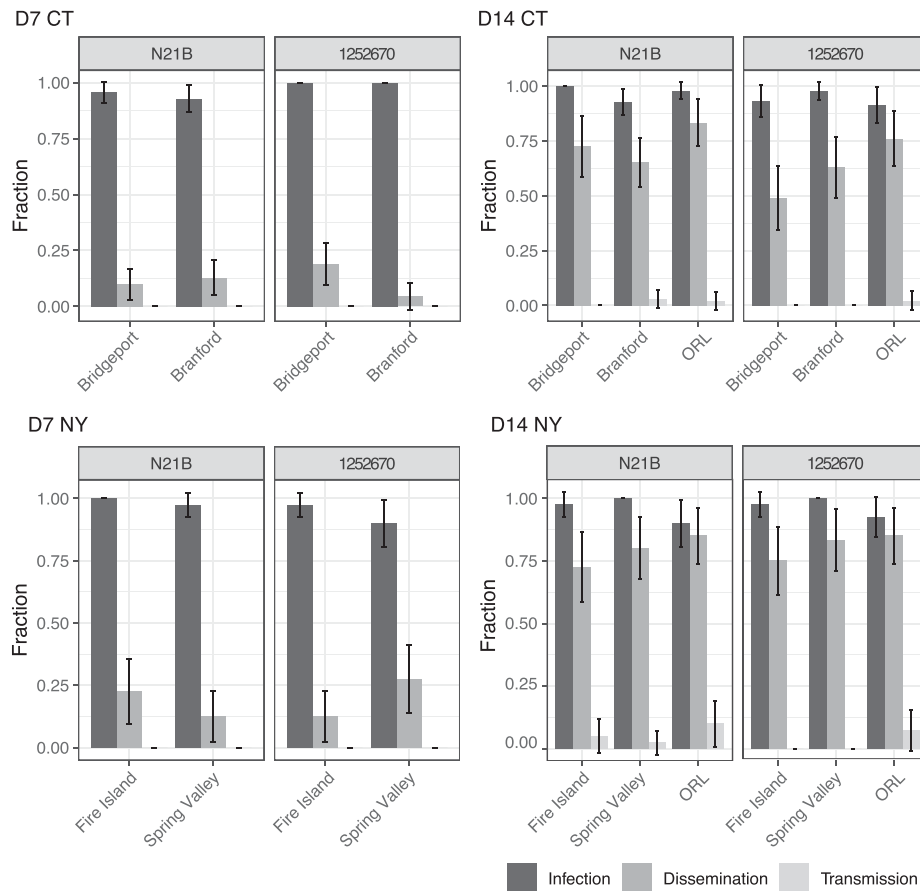 D7 CT
N21B 1252670
1.00
0.75
0.50
0.25
0.00
Fraction
Bridgeport Branford Bridgeport Branford
D14 CT
N21B 1252670
1.00
0.75
0.50
0.25
0.00
Fraction
Bridgeport Branford ORL Bridgeport Branford ORL
D7 NY
N21B 1252670
1.00
0.75
0.50
0.25
0.00
Fraction
Fire Island Spring Valley Fire Island Spring Valley
D14 NY
N21B 1252670
1.00
0.75
0.50
0.25
0.00
Fraction
Fire Island Spring Valley ORL Fire Island Spring Valley ORL
Infection Dissemination Transmission